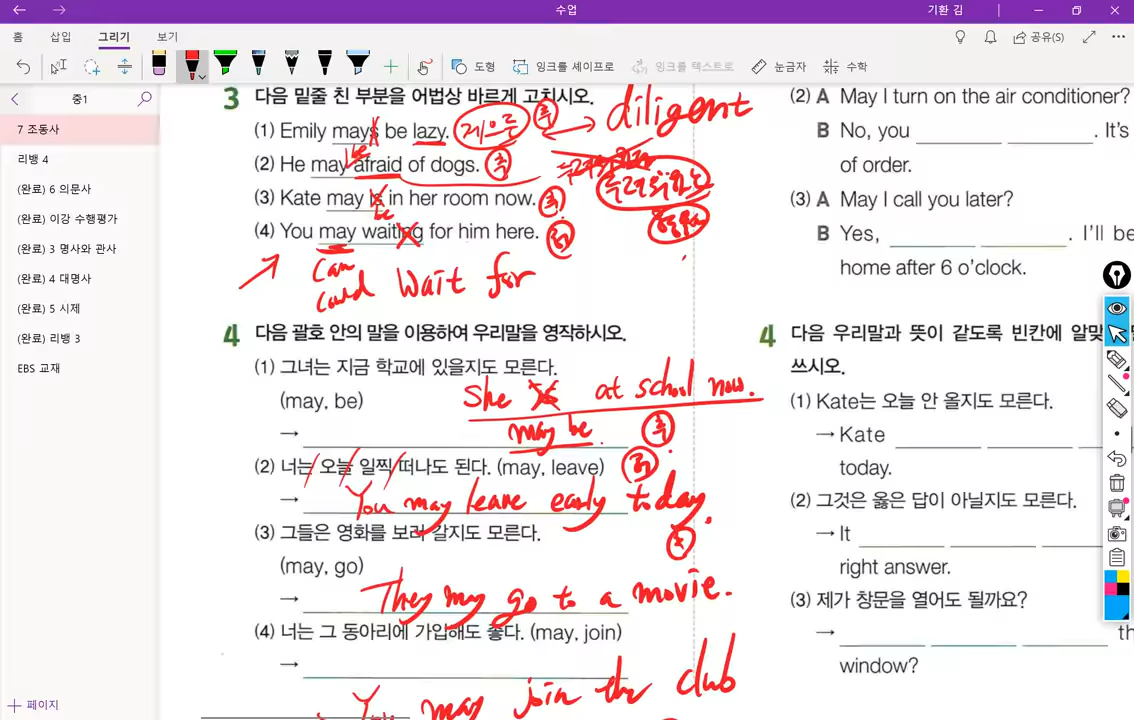 수업
기환 김
홈 삽입 그리기 보기
공유(S)
도형 잉크를 셰이프로 잉크를 텍스트로 눈금자 수학
중1
7 조동사
리뱅 4
(완료) 6 의문사
(완료) 이강 수행평가
(완료) 3 명사와 관사
(완료) 4 대명사
(완료) 5 시제
(완료) 리뱅 3
EBS 교재
페이지
3 다음 밑줄 친 부분을 어법상 바르게 고치시오.
(1) Emily mays be lazy. 게으른 추 diligent
be
(2) He may afraid of dogs. 추 두려워하는
(3) Kate may is in her room now. 추
be
(4) You may waiting for him here. 허
can
could wait for
4 다음 괄호 안의 말을 이용하여 우리말을 영작하시오.
(1) 그녀는 지금 학교에 있을지도 모른다.
(may, be)
She is at school now.
→ may be 추
(2) 너는 오늘 일찍 떠나도 된다. (may, leave) 허
→ You may leave early today.
(3) 그들은 영화를 보러 갈지도 모른다. 추
(may, go)
→ They may go to a movie.
(4) 너는 그 동아리에 가입해도 좋다. (may, join)
→
You may join the club
(2) A May I turn on the air conditioner?
B No, you . It's
of order.
(3) A May I call you later?
B Yes, . I'll be
home after 6 o'clock.
4 다음 우리말과 뜻이 같도록 빈칸에 알맞
쓰시오.
(1) Kate는 오늘 안 올지도 모른다.
→ Kate
today.
(2) 그것은 옳은 답이 아닐지도 모른다.
→ It
right answer.
(3) 제가 창문을 열어도 될까요?
→ th
window?